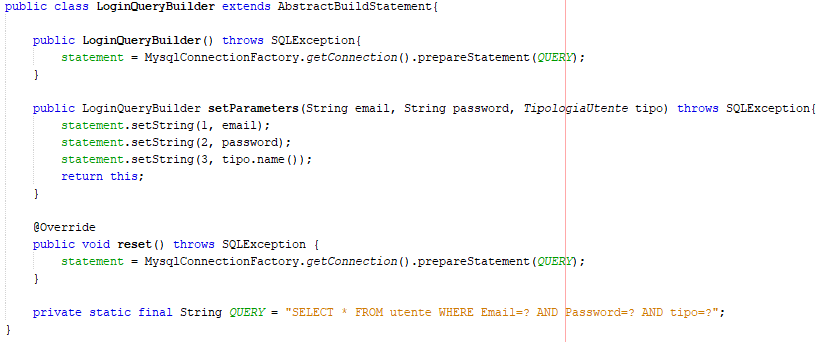 public class LoginQueryBuilder extends AbstractBuildStatement{
public LoginQueryBuilder() throws SQLException{
statement = MysqlConnectionFactory.getConnection().prepareStatement(QUERY);
}
public LoginQueryBuilder setParameters(String email, String password, TipologiaUtente tipo) throws SQLException{
statement.setString(1, email);
statement.setString(2, password);
statement.setString(3, tipo.name());
return this;
}
@Override
public void reset() throws SQLException {
statement = MysqlConnectionFactory.getConnection().prepareStatement(QUERY);
}
private static final String QUERY = "SELECT * FROM utente WHERE Email=? AND Password=? AND tipo=?";
}